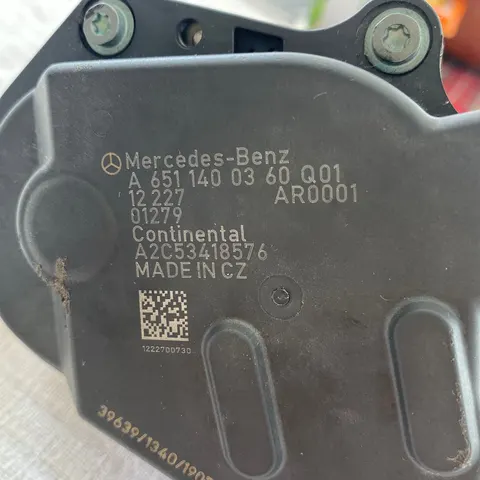 Mercedes-Benz
A 651 140 03 60 Q01
12 227 AR0001
01279
Continental
A2C53418576
MADE IN CZ
1222700730
39639/1340/1905